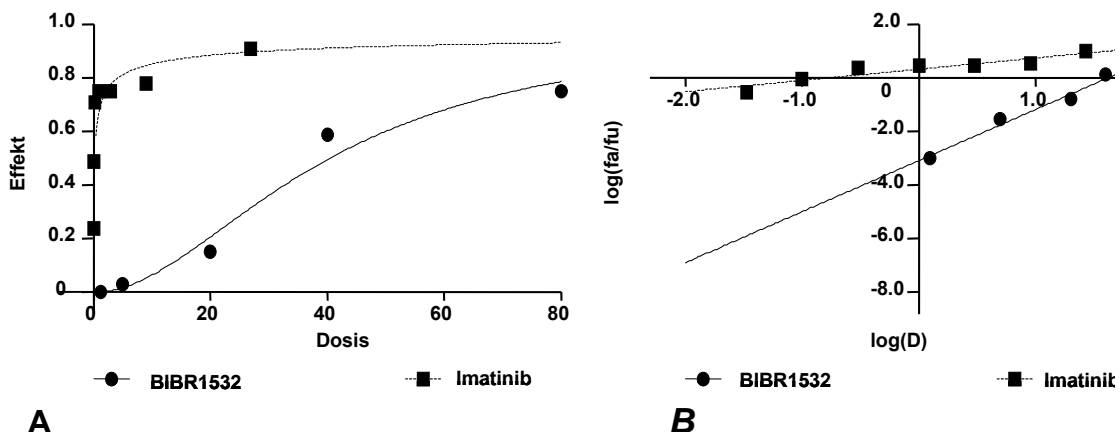 1.0
0.8
0.6
0.4
0.2
0
Effekt
0 20 40 60 80
Dosis
BIBR1532 Imatinib
A
2.0
-2.0 -1.0 0 1.0
-2.0
-4.0
-6.0
-8.0
log(fa/fu)
log(D)
BIBR1532 Imatinib
B